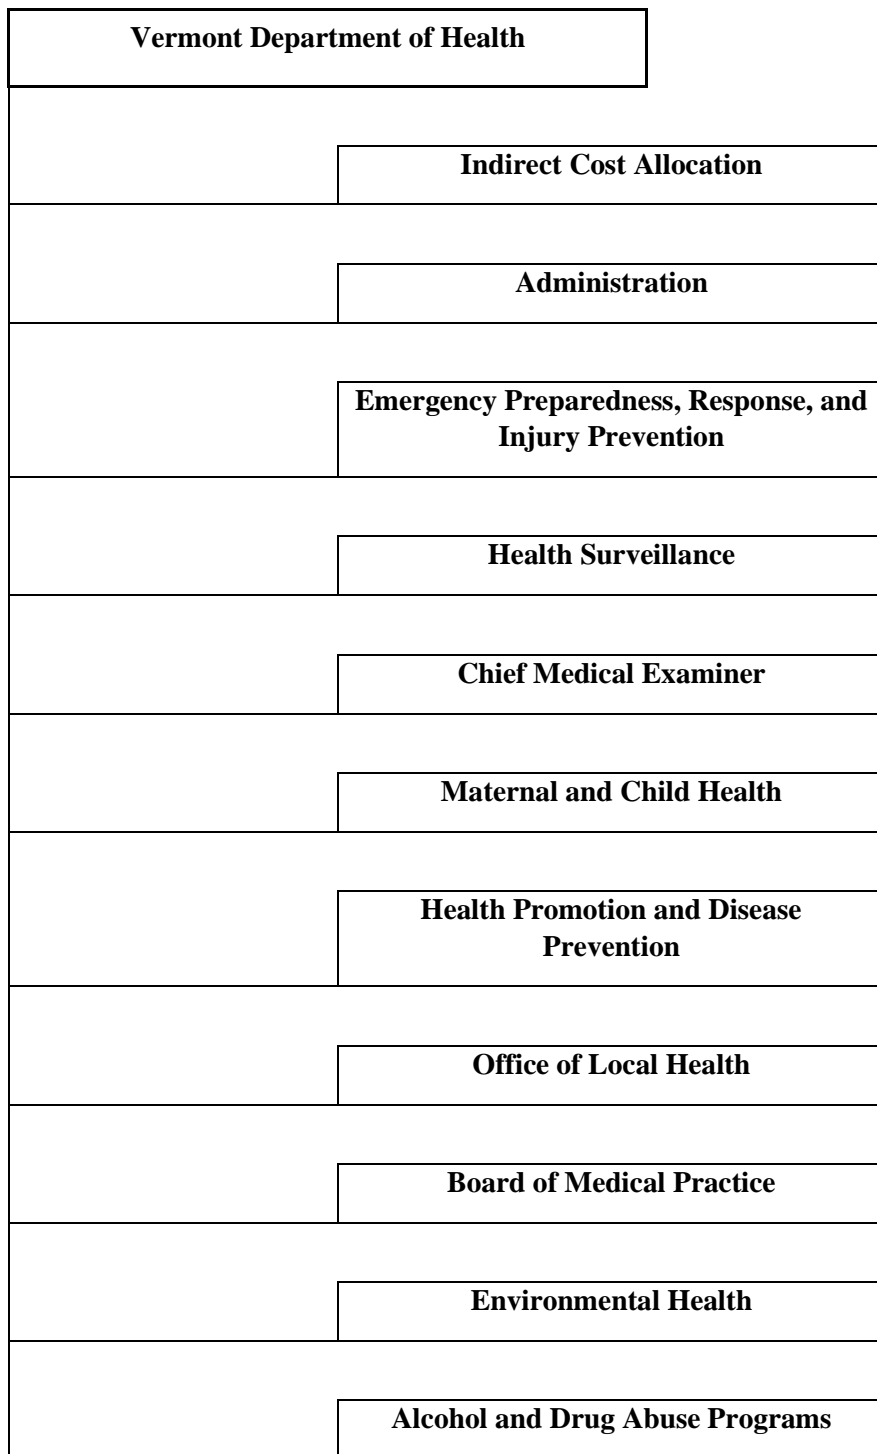 Vermont Department of Health
Indirect Cost Allocation
Administration
Emergency Preparedness, Response, and
Injury Prevention
Health Surveillance
Chief Medical Examiner
Maternal and Child Health
Health Promotion and Disease
Prevention
Office of Local Health
Board of Medical Practice
Environmental Health
Alcohol and Drug Abuse Programs